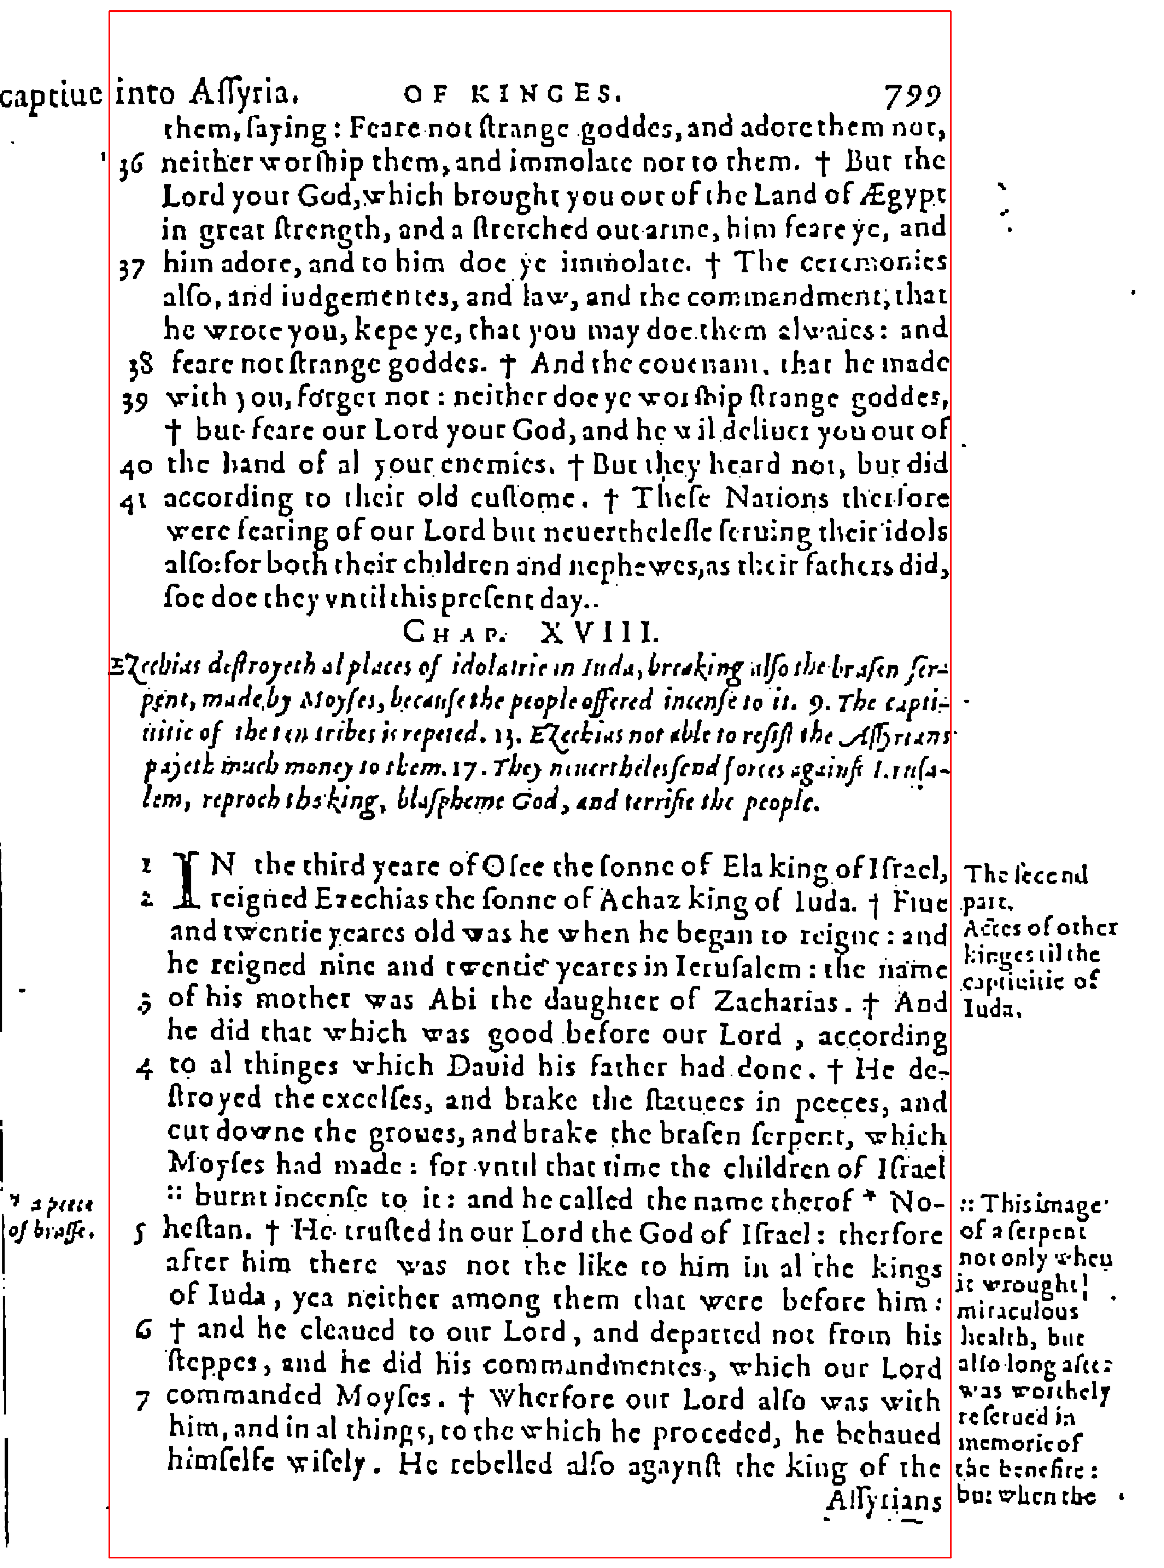 captiue into Aſſyria. OF KINGES. 799
them, ſaying: Feare not ſtrange goddes, and adore them not,
36 neither worſhip them, and immolate not to them. † But the
Lord your God, which brought you out of the Land of Ægypt
in great ſtrength, and a ſtretched out arme, him feare ye, and
37 him adore, and to him doe ye immolate. † The ceremonies
alſo, and iudgementes, and law, and the commandment, that
he wrote you, kepe ye, that you may doe them alwaies: and
38 feare not ſtrange goddes. † And the couenant, that he made
39 with you, forget not: neither doe ye worſhip ſtrange goddes,
† but feare our Lord your God, and he wil deliuer you out of
40 the hand of al your enemies. † But they heard not, but did
41 according to their old cuſtome. † Theſe Nations therfore
were fearing of our Lord but neuertheleſſe ſeruing their idols
alſo: for both their children and nephewes, as their fathers did,
ſoe doe they vntil this preſent day..
CHAP. XVIII.
Ezechias deſtroyeth al places of idolatrie in Iuda, breaking alſo the braſen ſer-
pent, made by Moyſes, becauſe the people offered incenſe to it. 9. The capti-
uitie of the ten tribes is repeted. 13. Ezechias not able to reſiſt the Aſſyrians
payeth much money to them. 17. They neuertheles ſend forces againſt Ieruſa-
lem, reproch the king, blaſpheme God, and terrifie the people.
1 IN the third yeare of Oſee the ſonne of Ela king of Iſrael,
2 reigned Ezechias the ſonne of Achaz king of Iuda. † Fiue
and twentie yeares old was he when he began to reigne: and
he reigned nine and twentie yeares in Ieruſalem: the name
3 of his mother was Abi the daughter of Zacharias. † And
he did that which was good before our Lord, according
4 to al thinges which Dauid his father had done. † He de-
ſtroyed the excelſes, and brake the ſtatuees in peeces, and
cut downe the groues, and brake the braſen ſerpent, which
Moyſes had made: for vntil that time the children of Iſrael
:: burnt incenſe to it: and he called the name therof * No-
5 heſtan. † He truſted in our Lord the God of Iſrael: therfore
after him there was not the like to him in al the kings
of Iuda, yea neither among them that were before him:
6 † and he cleaued to our Lord, and departed not from his
ſteppes, and he did his commandmentes, which our Lord
7 commanded Moyſes. † Wherfore our Lord alſo was with
him, and in al things, to the which he proceded, he behaued
himſelfe wiſely. He rebelled alſo agaynſt the king of the
Aſſyrians
The ſecond
part.
Actes of other
kinges til the
captiuitie of
Iuda.
* a peece
of braſſe.
:: This image
of a ſerpent
not only when
it wrought
miraculous
health, but
alſo long after
was worthely
reſerued in
memorie of
the benefite:
but when the